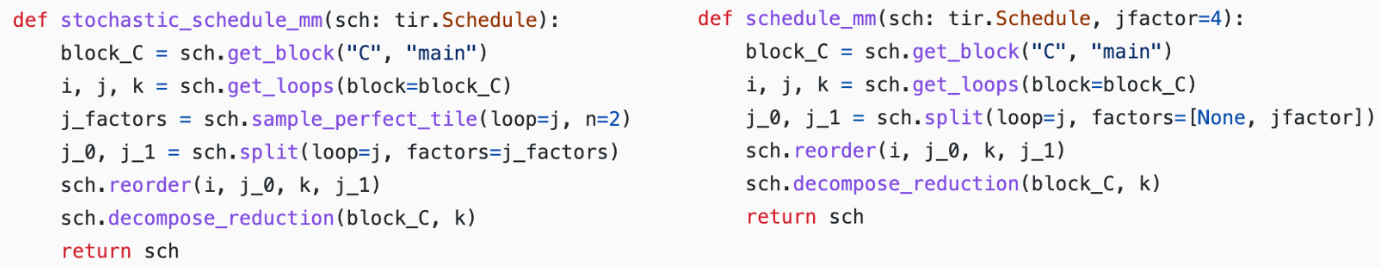 def stochastic_schedule_mm(sch: tir.Schedule):
    block_C = sch.get_block("C", "main")
    i, j, k = sch.get_loops(block=block_C)
    j_factors = sch.sample_perfect_tile(loop=j, n=2)
    j_0, j_1 = sch.split(loop=j, factors=j_factors)
    sch.reorder(i, j_0, k, j_1)
    sch.decompose_reduction(block_C, k)
    return sch
def schedule_mm(sch: tir.Schedule, jfactor=4):
    block_C = sch.get_block("C", "main")
    i, j, k = sch.get_loops(block=block_C)
    j_0, j_1 = sch.split(loop=j, factors=[None, jfactor])
    sch.reorder(i, j_0, k, j_1)
    sch.decompose_reduction(block_C, k)
    return sch